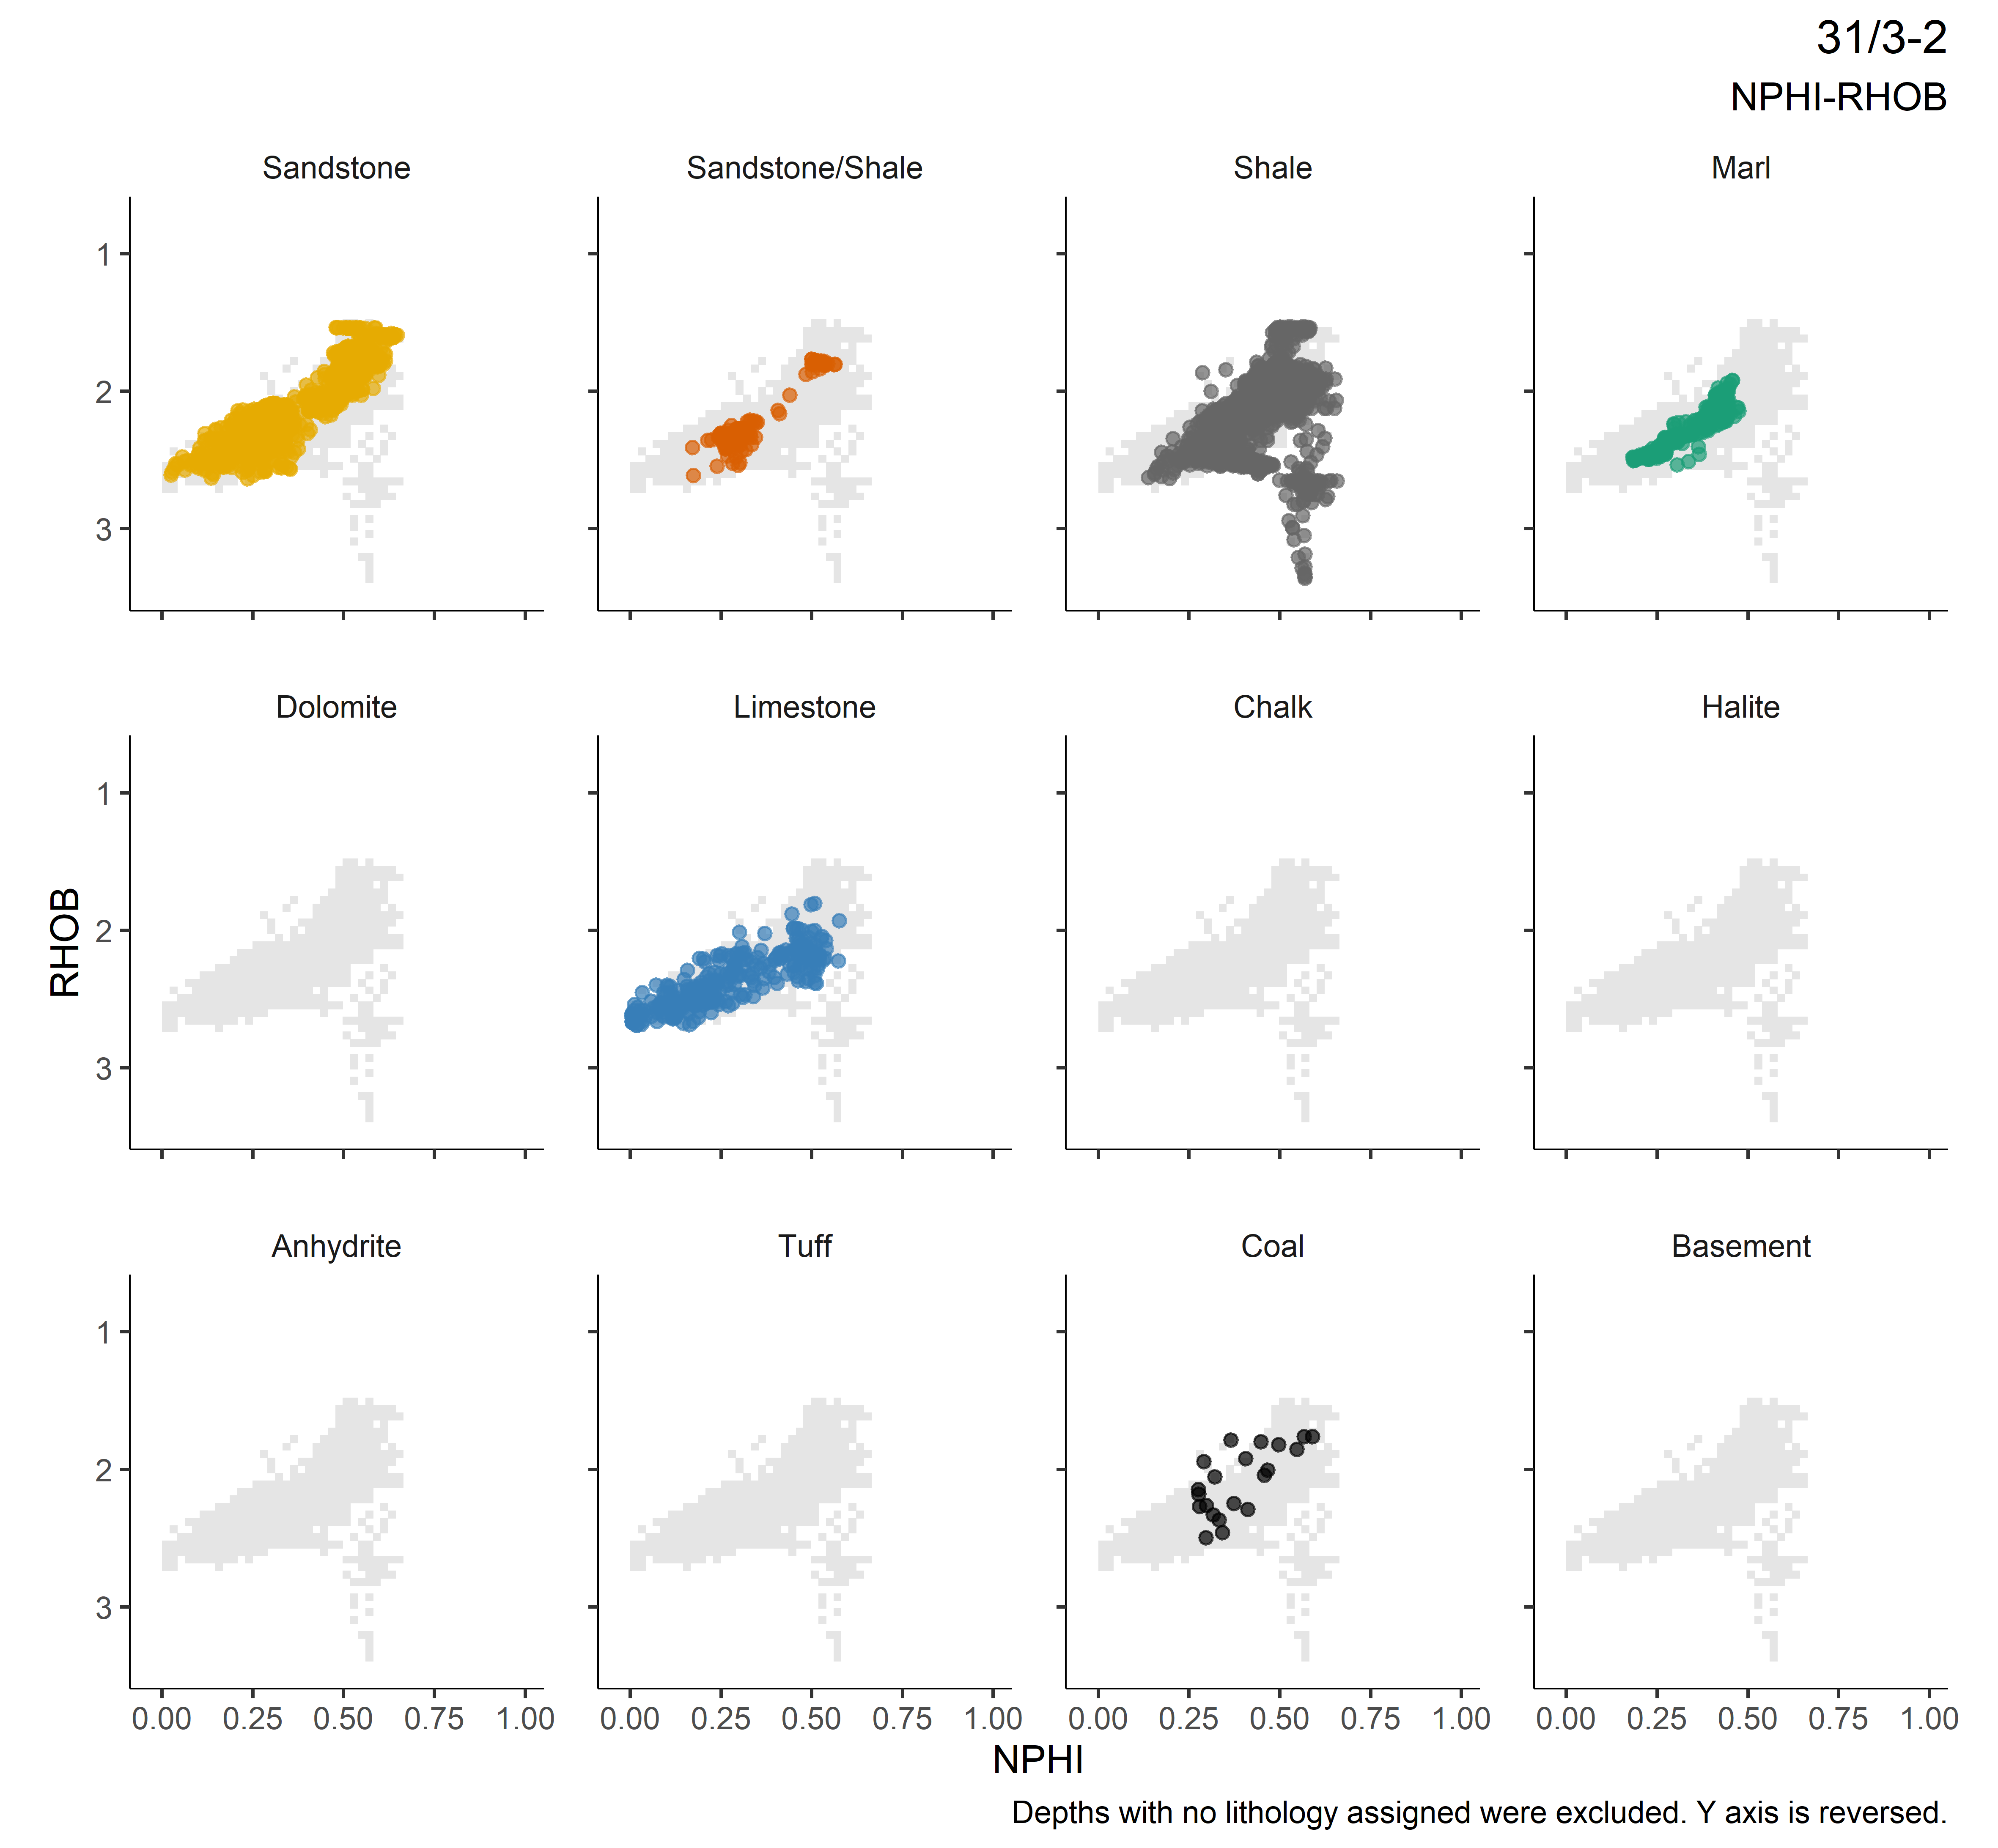 31/3-2
NPHI-RHOB
Sandstone Sandstone/Shale Shale Marl
1
2
3
Dolomite Limestone Chalk Halite
RHOB
1
2
3
Anhydrite Tuff Coal Basement
1
2
3
0.00 0.25 0.50 0.75 1.00 0.00 0.25 0.50 0.75 1.00 0.00 0.25 0.50 0.75 1.00 0.00 0.25 0.50 0.75 1.00
NPHI
Depths with no lithology assigned were excluded. Y axis is reversed.